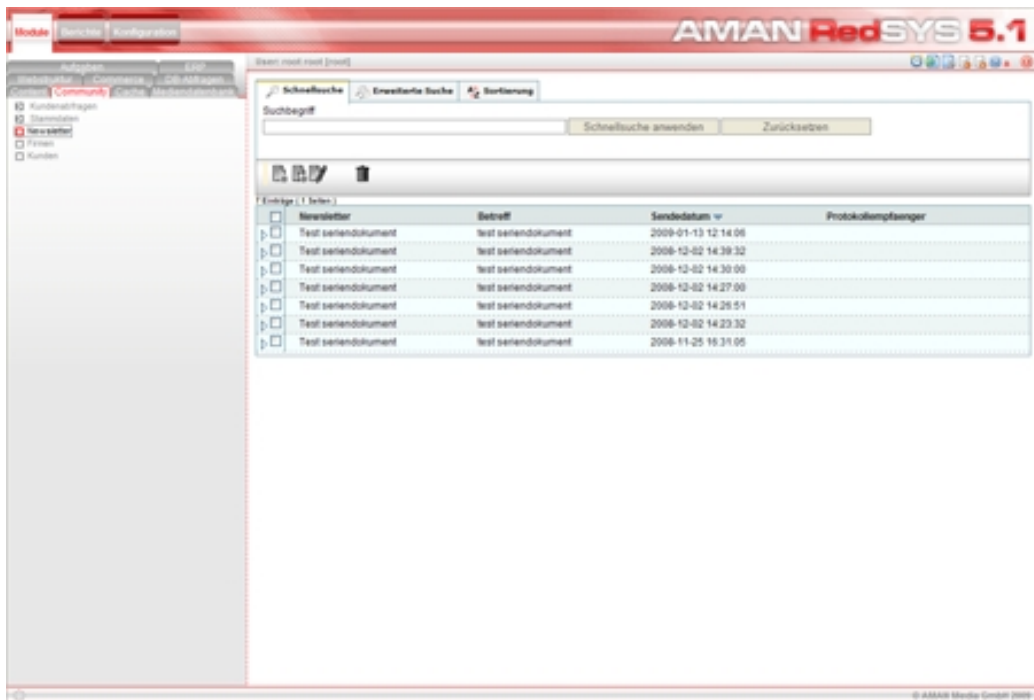 AMAN RedSYS 5.1
Module Berichte Konfiguration
User: root root [root]
Aufgaben ERP
Webstruktur Commerce DB-Abfragen
Content Community Cache Mediendatenbank
Kundenabfragen
Stammdaten
Newsletter
Firmen
Kunden
Schnellsuche Erweiterte Suche Sortierung
Suchbegriff
Schnellsuche anwenden Zurücksetzen
7 Einträge ( 1 Seiten )
Newsletter Betreff Sendedatum Protokollempfaenger
Test seriendokument test seriendokument 2009-01-13 12:14:06
Test seriendokument test seriendokument 2008-12-02 14:39:32
Test seriendokument test seriendokument 2008-12-02 14:30:00
Test seriendokument test seriendokument 2008-12-02 14:27:00
Test seriendokument test seriendokument 2008-12-02 14:26:51
Test seriendokument test seriendokument 2008-12-02 14:23:32
Test seriendokument test seriendokument 2008-11-25 16:31:05
© AMAN Media GmbH 2009